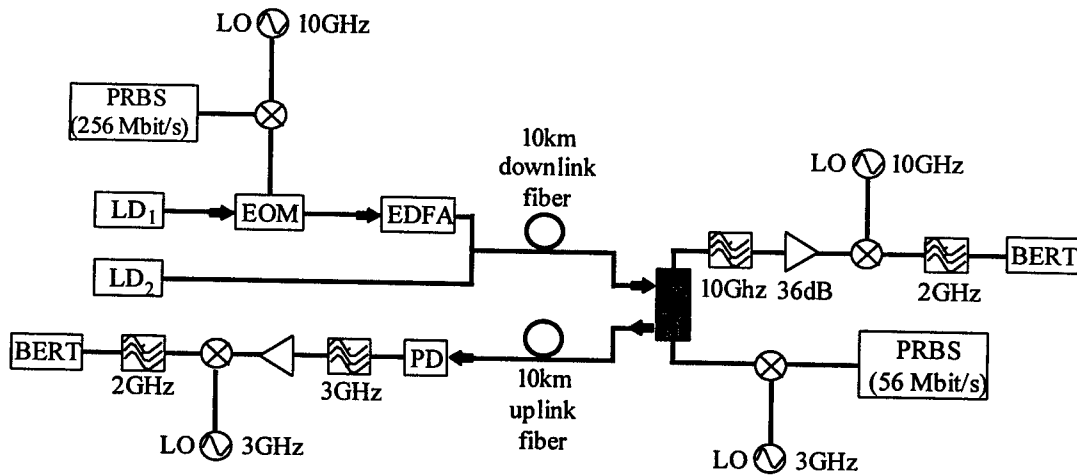 LO 10GHz
PRBS
(256 Mbit/s)
10km
downlink
fiber
LO 10GHz
LD1
EOM
EDFA
LD2
10Ghz
36dB
2GHz
BERT
BERT
2GHz
3GHz
PD
10km
uplink
fiber
PRBS
(56 Mbit/s)
LO 3GHz
LO 3GHz